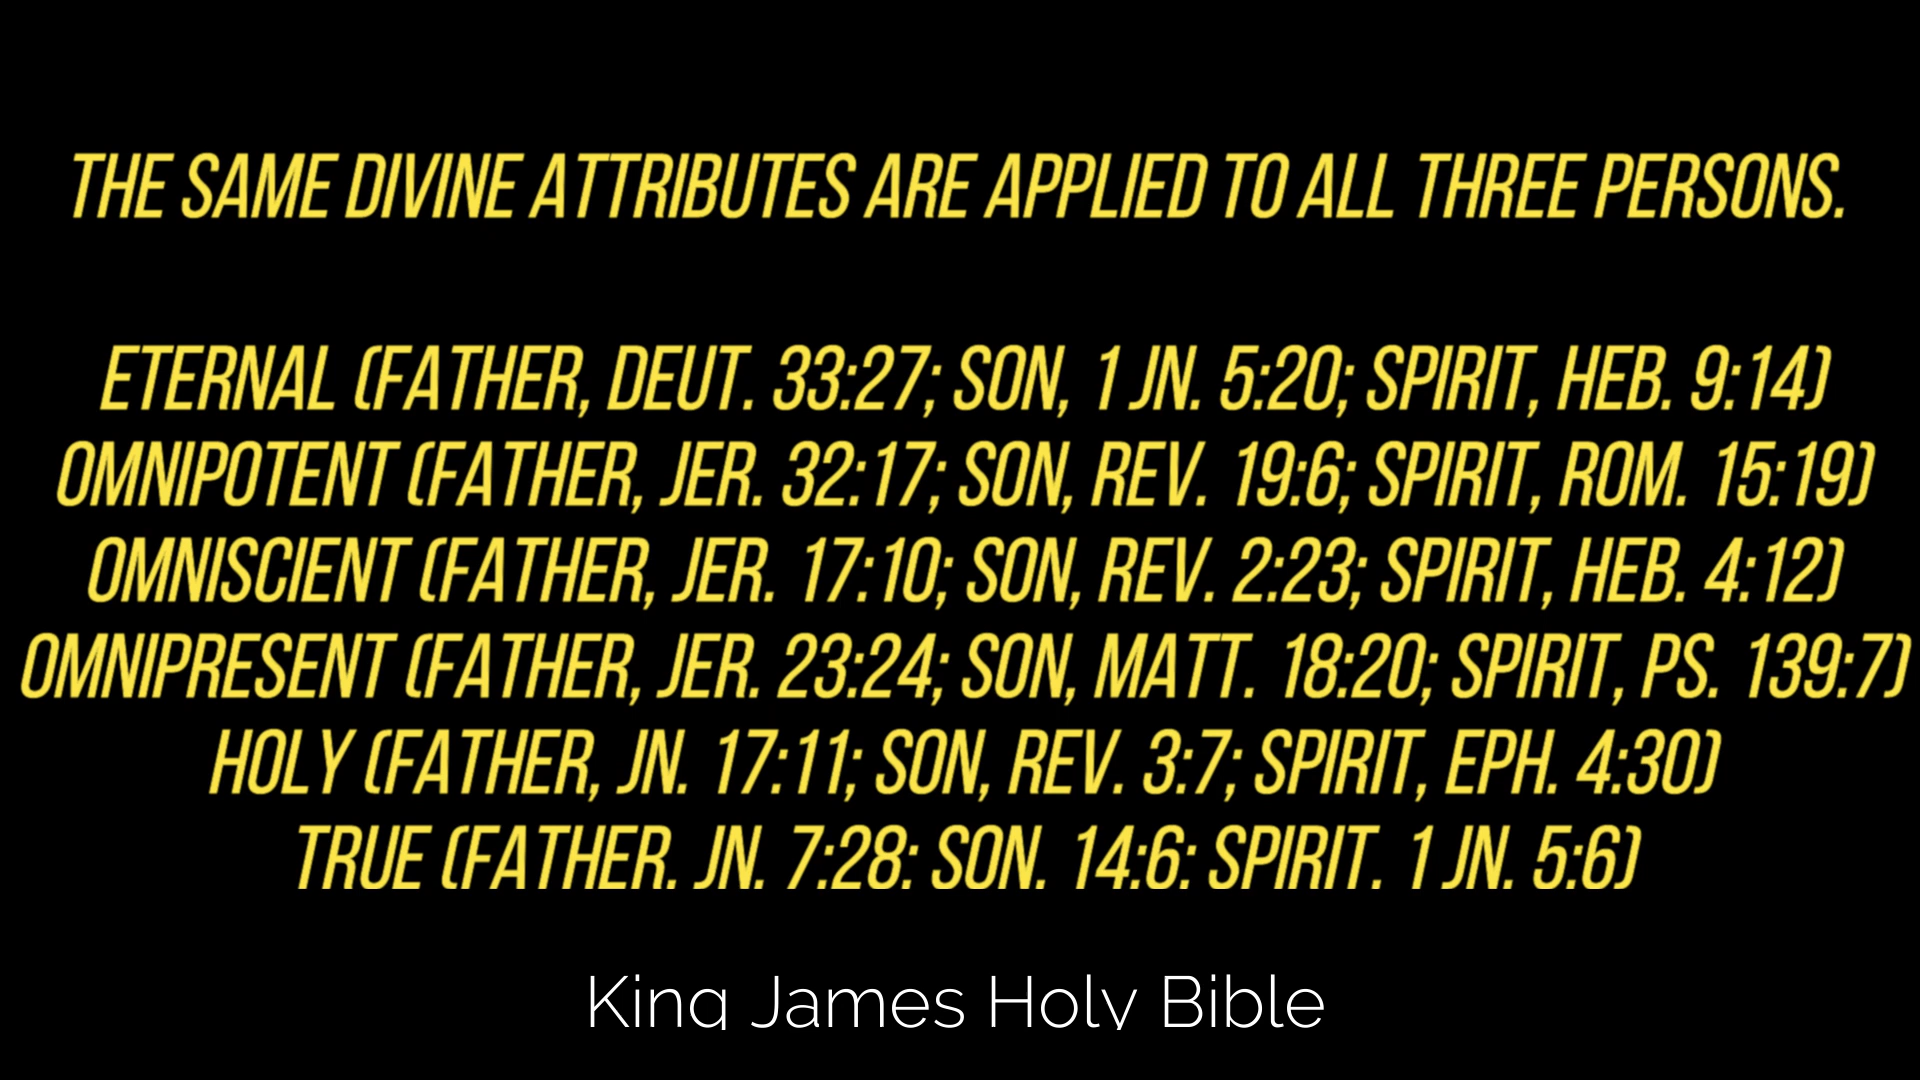 THE SAME DIVINE ATTRIBUTES ARE APPLIED TO ALL THREE PERSONS.
ETERNAL (FATHER, DEUT. 33:27; SON, 1 JN. 5:20; SPIRIT, HEB. 9:14)
OMNIPOTENT (FATHER, JER. 32:17; SON, REV. 19:6; SPIRIT, ROM. 15:19)
OMNISCIENT (FATHER, JER. 17:10; SON, REV. 2:23; SPIRIT, HEB. 4:12)
OMNIPRESENT (FATHER, JER. 23:24; SON, MATT. 18:20; SPIRIT, PS. 139:7)
HOLY (FATHER, JN. 17:11; SON, REV. 3:7; SPIRIT, EPH. 4:30)
TRUE (FATHER, JN. 7:28; SON, 14:6; SPIRIT, 1 JN. 5:6)
King James Holy Bible